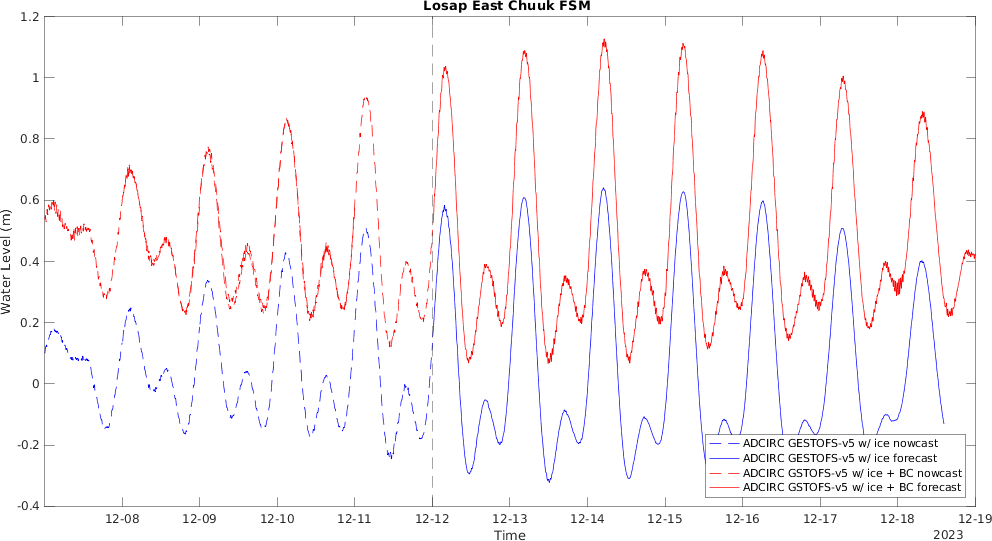 Losap East Chuuk FSM
1.2
1
0.8
0.6
0.4
0.2
0
-0.2
-0.4
Water Level (m)
ADCIRC GESTOFS-v5 w/ ice nowcast
ADCIRC GESTOFS-v5 w/ ice forecast
ADCIRC GSTOFS-v5 w/ ice + BC nowcast
ADCIRC GSTOFS-v5 w/ ice + BC forecast
12-08 12-09 12-10 12-11 12-12 12-13 12-14 12-15 12-16 12-17 12-18 12-19
Time
2023